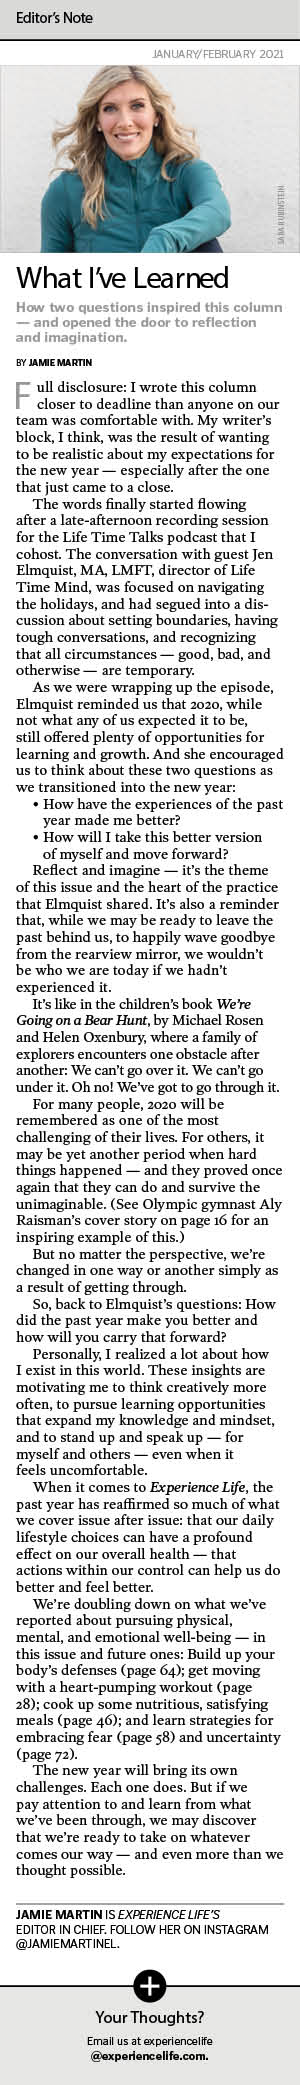 Editor's Note
JANUARY/FEBRUARY 2021
SARA RUBINSTEIN
What I've Learned
How two questions inspired this column
— and opened the door to reflection
and imagination.
BY JAMIE MARTIN
Full disclosure: I wrote this column
closer to deadline than anyone on our
team was comfortable with. My writer's
block, I think, was the result of wanting
to be realistic about my expectations for
the new year — especially after the one
that just came to a close.
The words finally started flowing
after a late-afternoon recording session
for the Life Time Talks podcast that I
cohost. The conversation with guest Jen
Elmquist, MA, LMFT, director of Life
Time Mind, was focused on navigating
the holidays, and had segued into a dis-
cussion about setting boundaries, having
tough conversations, and recognizing
that all circumstances — good, bad, and
otherwise — are temporary.
As we were wrapping up the episode,
Elmquist reminded us that 2020, while
not what any of us expected it to be,
still offered plenty of opportunities for
learning and growth. And she encouraged
us to think about these two questions as
we transitioned into the new year:
• How have the experiences of the past
year made me better?
• How will I take this better version
of myself and move forward?
Reflect and imagine — it's the theme
of this issue and the heart of the practice
that Elmquist shared. It's also a reminder
that, while we may be ready to leave the
past behind us, to happily wave goodbye
from the rearview mirror, we wouldn't
be who we are today if we hadn't
experienced it.
It's like in the children's book We're
Going on a Bear Hunt, by Michael Rosen
and Helen Oxenbury, where a family of
explorers encounters one obstacle after
another: We can't go over it. We can't go
under it. Oh no! We've got to go through it.
For many people, 2020 will be
remembered as one of the most
challenging of their lives. For others, it
may be yet another period when hard
things happened — and they proved once
again that they can do and survive the
unimaginable. (See Olympic gymnast Aly
Raisman's cover story on page 16 for an
inspiring example of this.)
But no matter the perspective, we're
changed in one way or another simply as
a result of getting through.
So, back to Elmquist's questions: How
did the past year make you better and
how will you carry that forward?
Personally, I realized a lot about how
I exist in this world. These insights are
motivating me to think creatively more
often, to pursue learning opportunities
that expand my knowledge and mindset,
and to stand up and speak up — for
myself and others — even when it
feels uncomfortable.
When it comes to Experience Life, the
past year has reaffirmed so much of what
we cover issue after issue: that our daily
lifestyle choices can have a profound
effect on our overall health — that
actions within our control can help us do
better and feel better.
We're doubling down on what we've
reported about pursuing physical,
mental, and emotional well-being — in
this issue and future ones: Build up your
body's defenses (page 64); get moving
with a heart-pumping workout (page
28); cook up some nutritious, satisfying
meals (page 46); and learn strategies for
embracing fear (page 58) and uncertainty
(page 72).
The new year will bring its own
challenges. Each one does. But if we
pay attention to and learn from what
we've been through, we may discover
that we're ready to take on whatever
comes our way — and even more than we
thought possible.
JAMIE MARTIN IS EXPERIENCE LIFE'S
EDITOR IN CHIEF. FOLLOW HER ON INSTAGRAM
@JAMIEMARTINEL.
Your Thoughts?
Email us at experiencelife
@experiencelife.com.